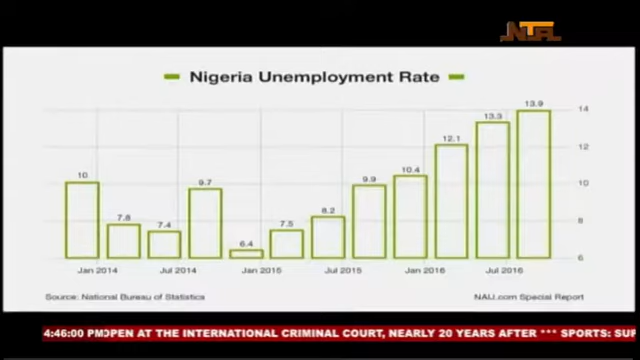 NTAi
Nigeria Unemployment Rate
10 7.8 7.4 9.7 6.4 7.5 8.2 9.9 10.4 12.1 13.3 13.9
14
12
10
8
6
Jan 2014 Jul 2014 Jan 2015 Jul 2015 Jan 2016 Jul 2016
Source: National Bureau of Statistics NAIJ.com Special Report
4:46:00 PM OPEN AT THE INTERNATIONAL CRIMINAL COURT, NEARLY 20 YEARS AFTER *** SPORTS: SUP